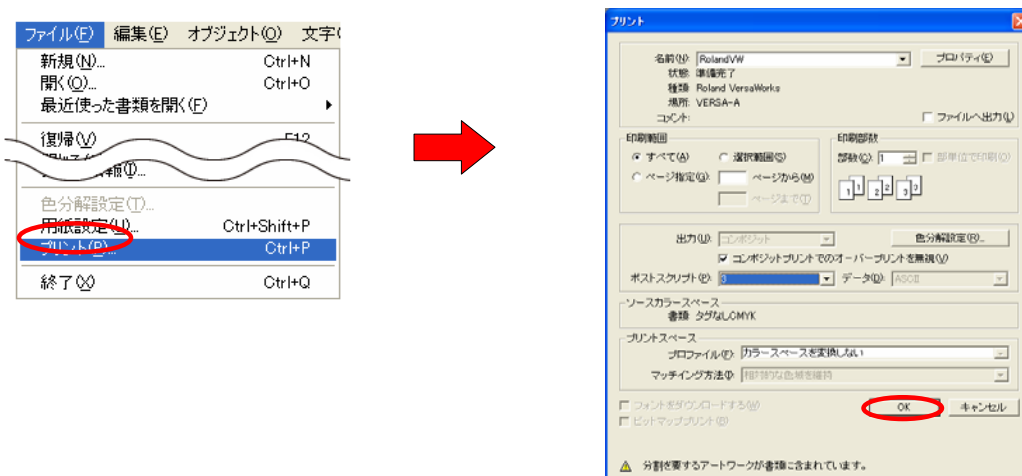 ファイル(F) 編集(E) オブジェクト(O) 文字
新規(N)... Ctrl+N
開く(O)... Ctrl+O
最近使った書類を開く(F)
復帰(V) F12
色分解設定(T)...
用紙設定(U)... Ctrl+Shift+P
プリント(P)... Ctrl+P
終了(X) Ctrl+Q
プリント
名前(N): RolandVW プロパティ(E)
状態: 準備完了
種類: Roland VersaWorks
場所: VERSA-A
コメント: ファイルへ出力(L)
印刷範囲
すべて(A) 選択範囲(S)
ページ指定(G): ページから(M)
ページまで(T)
印刷部数
部数(C): 1 部単位で印刷(O)
1 1 2 2 3 3
出力(U): コンポジット 色分解設定(R)...
コンポジットプリントでのオーバープリントを無視(V)
ポストスクリプト(P): 3 データ(D): ASCII
ソースカラースペース
書類: タグなしCMYK
プリントスペース
プロファイル(F): カラースペースを変換しない
マッチング方法(I): 相対的な色域を維持
フォントをダウンロードする(W)
ビットマッププリント(B)
OK キャンセル
分割を要するアートワークが書類に含まれています。